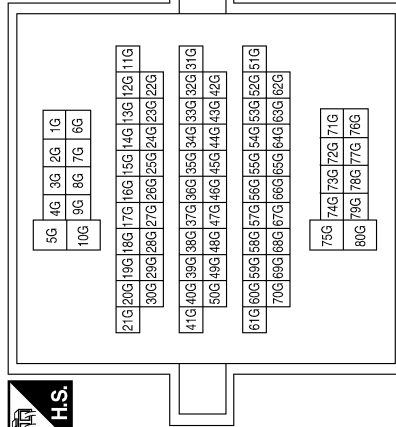 H.S.
5G 4G 3G 2G 1G
10G 9G 8G 7G 6G
21G 20G 19G 18G 17G 16G 15G 14G 13G 12G 11G
30G 29G 28G 27G 26G 25G 24G 23G 22G
41G 40G 39G 38G 37G 36G 35G 34G 33G 32G 31G
50G 49G 48G 47G 46G 45G 44G 43G 42G
61G 60G 59G 58G 57G 56G 55G 54G 53G 52G 51G
70G 69G 68G 67G 66G 65G 64G 63G 62G
75G 74G 73G 72G 71G
80G 79G 78G 77G 76G